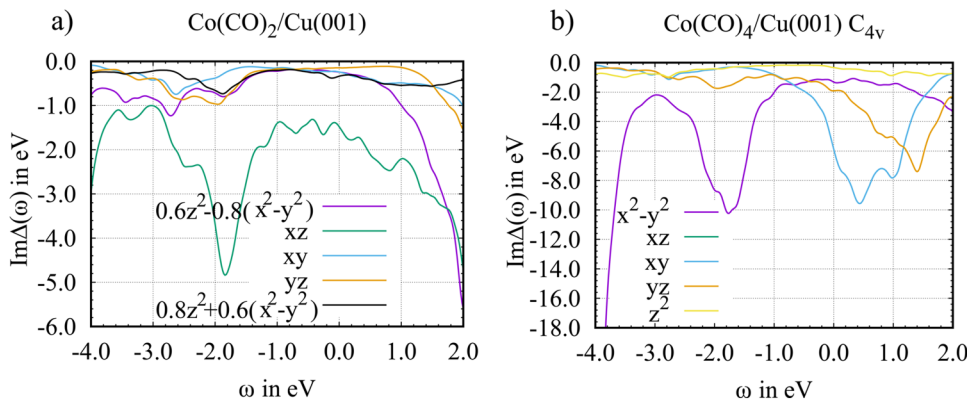 a) Co(CO)₂/Cu(001)
ImΔ(ω) in eV
0.0
-1.0
-2.0
-3.0
-4.0
-5.0
-6.0
0.6z²-0.8(x²-y²)
xz
xy
yz
0.8z²+0.6(x²-y²)
-4.0 -3.0 -2.0 -1.0 0.0 1.0 2.0
ω in eV
b) Co(CO)₄/Cu(001) C₄ᵥ
ImΔ(ω) in eV
0.0
-2.0
-4.0
-6.0
-8.0
-10.0
-12.0
-14.0
-16.0
-18.0
x²-y²
xz
xy
yz
z²
-4.0 -3.0 -2.0 -1.0 0.0 1.0 2.0
ω in eV